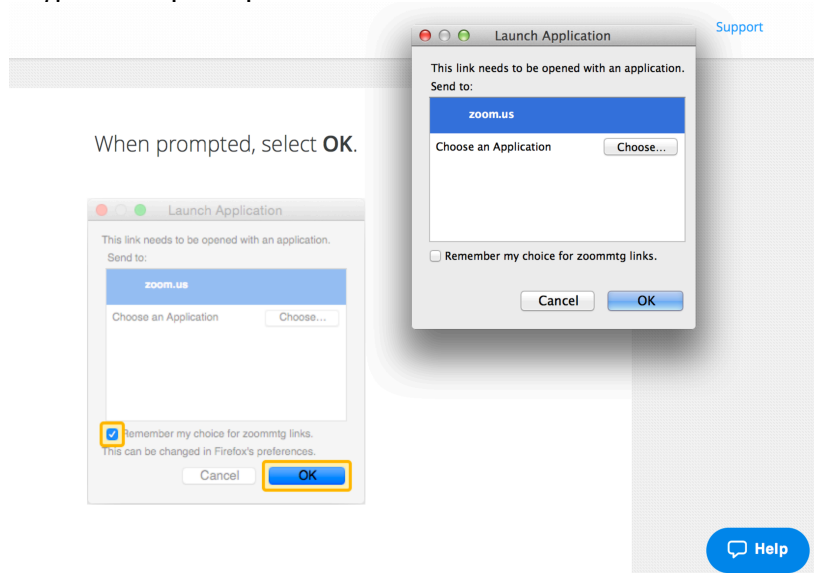 Support
Launch Application
This link needs to be opened with an application.
Send to:
zoom.us
Choose an Application
Choose...
Remember my choice for zoommtg links.
Cancel
OK
When prompted, select OK.
Launch Application
This link needs to be opened with an application.
Send to:
zoom.us
Choose an Application
Choose...
Remember my choice for zoommtg links.
This can be changed in Firefox's preferences.
Cancel
OK
Help